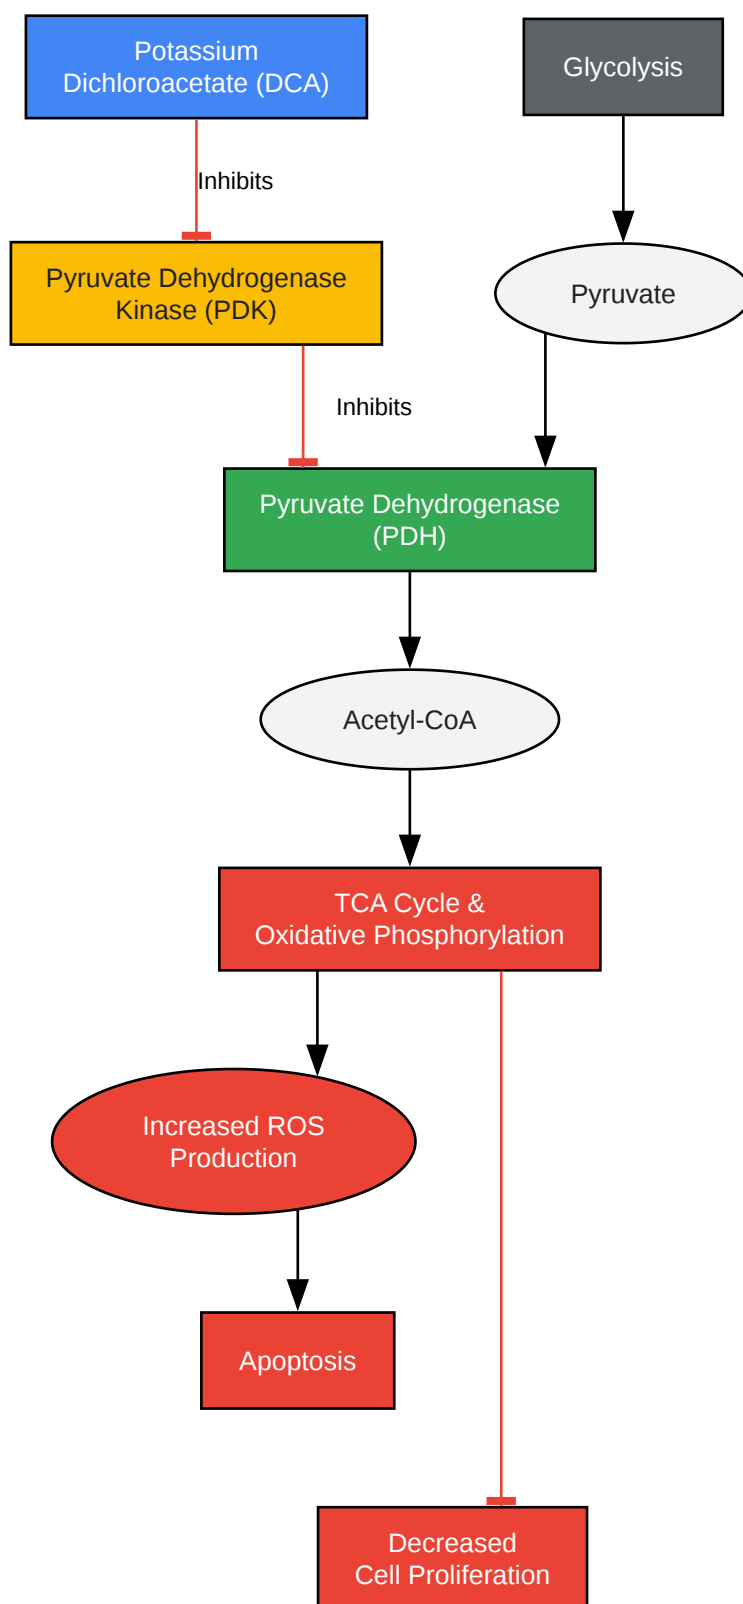 Potassium
Dichloroacetate (DCA)
Glycolysis
Inhibits
Pyruvate Dehydrogenase
Kinase (PDK)
Pyruvate
Inhibits
Pyruvate Dehydrogenase
(PDH)
Acetyl-CoA
TCA Cycle &
Oxidative Phosphorylation
Increased ROS
Production
Apoptosis
Decreased
Cell Proliferation